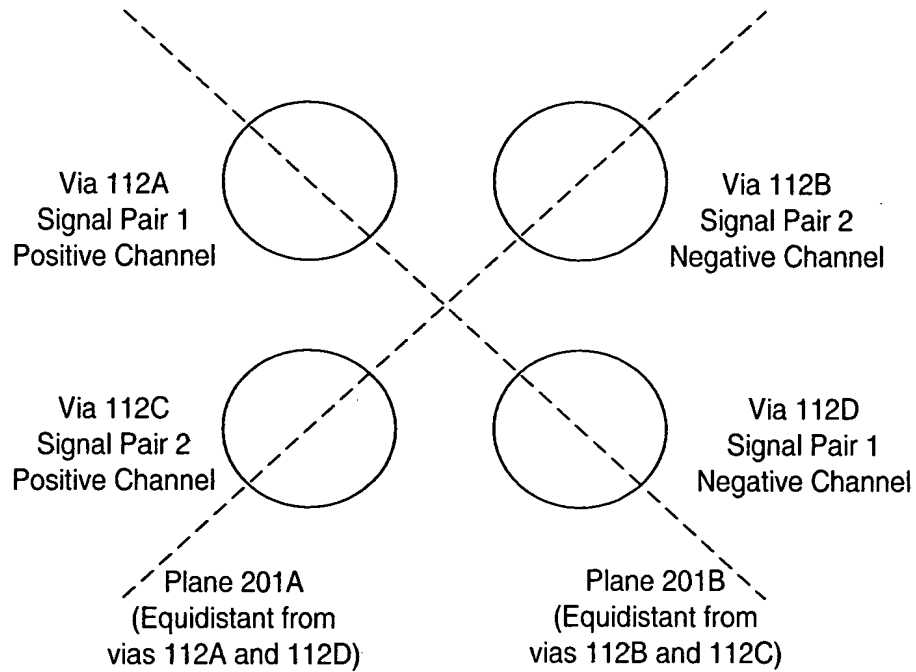 Via 112A
Signal Pair 1
Positive Channel
Via 112B
Signal Pair 2
Negative Channel
Via 112C
Signal Pair 2
Positive Channel
Via 112D
Signal Pair 1
Negative Channel
Plane 201A
(Equidistant from
vias 112A and 112D)
Plane 201B
(Equidistant from
vias 112B and 112C)